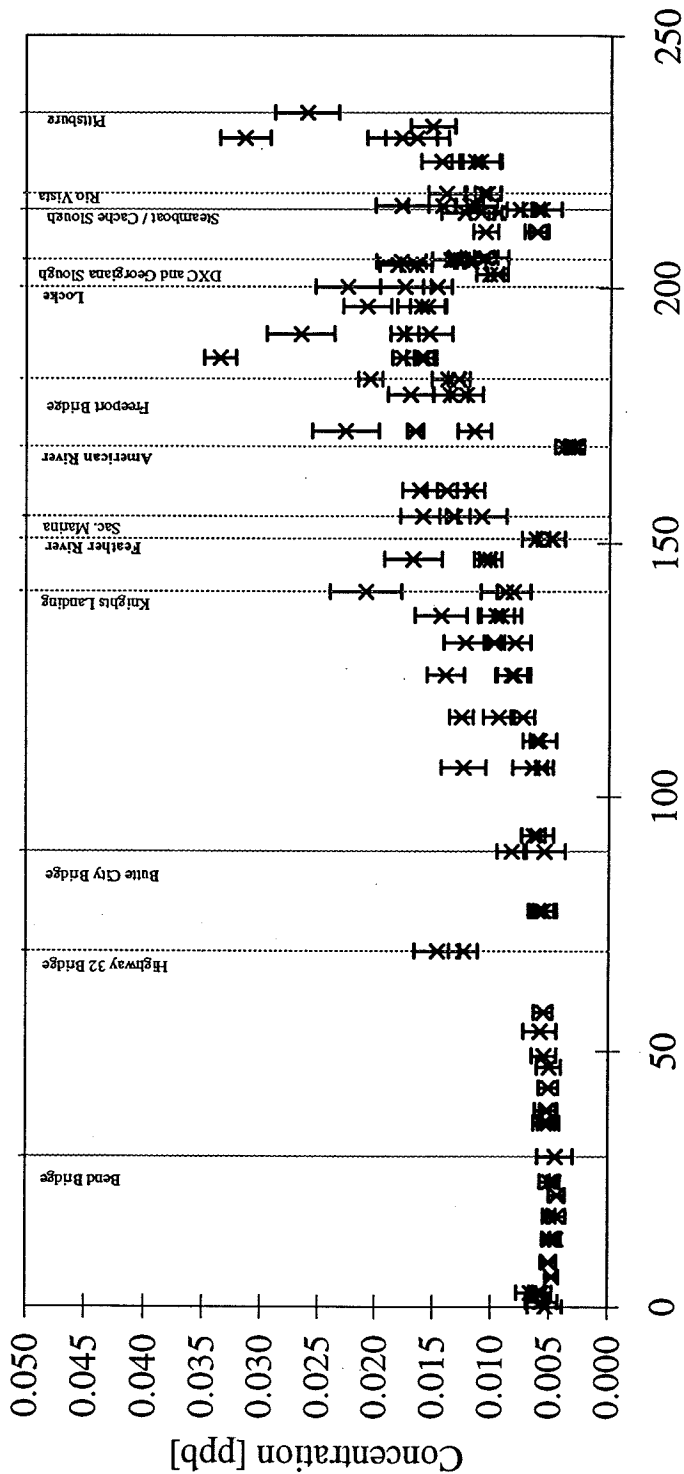 Concentration [ppb]
0.050
0.045
0.040
0.035
0.030
0.025
0.020
0.015
0.010
0.005
0.000
0
50
100
150
200
250
Bend Bridge
Highway 32 Bridge
Butte City Bridge
Knights Landing
Feather River
Sac. Marina
American River
Freeport Bridge
Locke
DXC and Georgiana Slough
Steamboat / Cache Slough
Rio Vista
Pittsburg